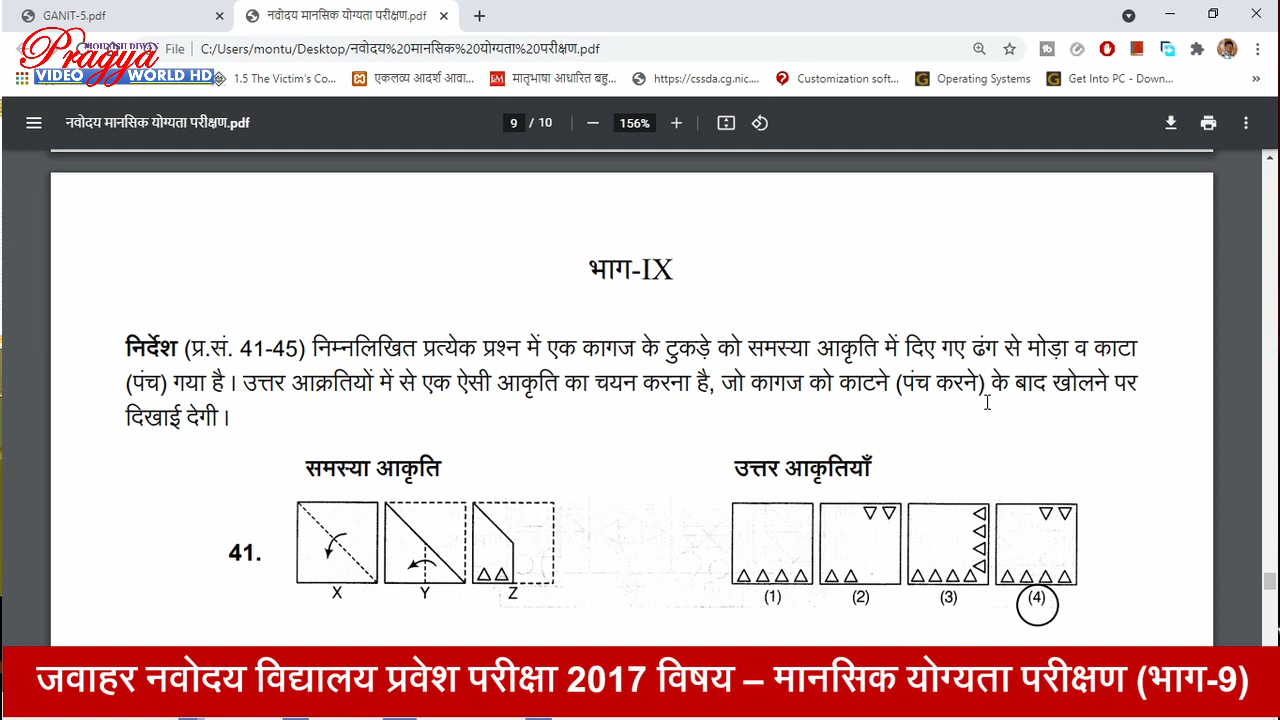 GANIT-5.pdf
नवोदय मानसिक योग्यता परीक्षण.pdf
MOHNISH DIWAN
Pragya
VIDEO WORLD HD
File C:/Users/montu/Desktop/नवोदय%20मानसिक%20योग्यता%20परीक्षण.pdf
1.5 The Victim's Co... एकलव्य आदर्श आवा... मातृभाषा आधारित बहु... https://cssdacg.nic.... Customization soft... Operating Systems Get Into PC - Down... »
नवोदय मानसिक योग्यता परीक्षण.pdf 9 / 10 156%
भाग-IX
निर्देश (प्र.सं. 41-45) निम्नलिखित प्रत्येक प्रश्न में एक कागज के टुकड़े को समस्या आकृति में दिए गए ढंग से मोड़ा व काटा
(पंच) गया है। उत्तर आक्रतियों में से एक ऐसी आकृति का चयन करना है, जो कागज को काटने (पंच करने) के बाद खोलने पर
दिखाई देगी।
समस्या आकृति उत्तर आकृतियाँ
41.
X Y Z (1) (2) (3) (4)
जवाहर नवोदय विद्यालय प्रवेश परीक्षा 2017 विषय – मानसिक योग्यता परीक्षण (भाग-9)